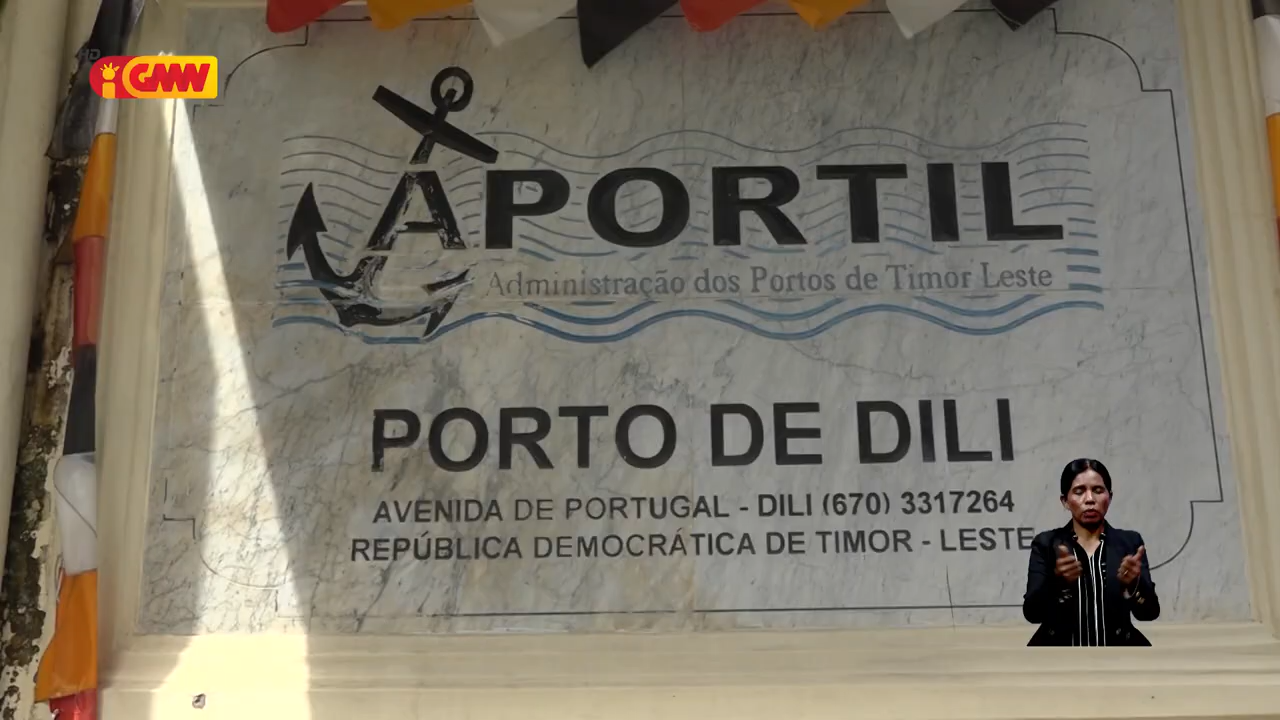 HD
GMN
APORTIL
Administração dos Portos de Timor Leste
PORTO DE DILI
AVENIDA DE PORTUGAL - DILI (670) 3317264
REPÚBLICA DEMOCRÁTICA DE TIMOR - LESTE